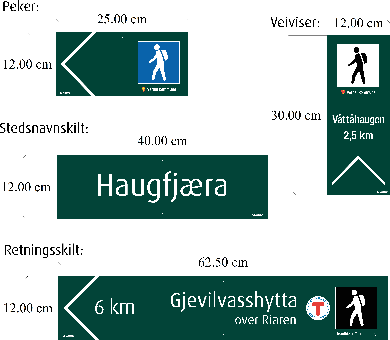 Peker:
25.00 cm
12.00 cm
Veiviser:
12,00 cm
30.00 cm
Våttåhaugen
2,5 km
Stedsnavnskilt:
40.00 cm
12.00 cm
Haugfjæra
Retningsskilt:
62.50 cm
12.00 cm
6 km
Gjevilvasshytta
over Riaren
T